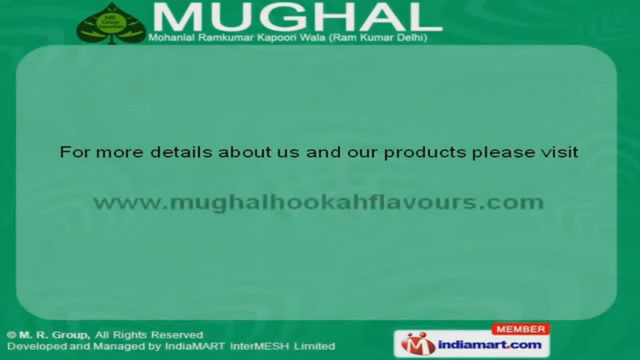 MUGHAL
Mohanlal Ramkumar Kapoori Wala (Ram Kumar Delhi)
For more details about us and our products please visit
www.mughalhookahflavours.com
© M. R. Group, All Rights Reserved
Developed and Managed by IndiaMART InterMESH Limited
MEMBER
indiamart.com